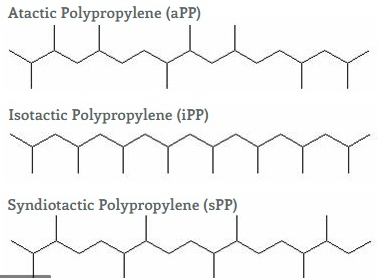 Atactic Polypropylene (aPP)
Isotactic Polypropylene (iPP)
Syndiotactic Polypropylene (sPP)